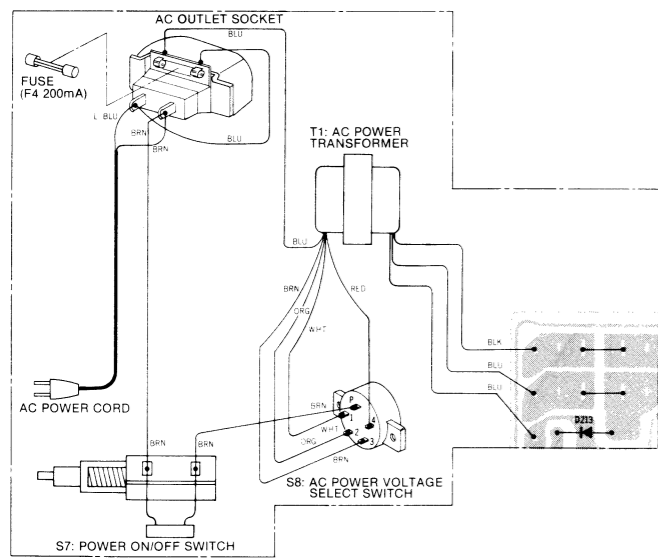 AC OUTLET SOCKET
BLU
FUSE
(F4 200mA)
L. BLU
BRN
BRN
BLU
T1: AC POWER
TRANSFORMER
BLU
BRN
ORG
WHT
RED
BLK
BLU
BLU
D213
AC POWER CORD
BRN
BRN
BRN
P
1
WHT
2
4
ORG
3
BRN
S8: AC POWER VOLTAGE
SELECT SWITCH
S7: POWER ON/OFF SWITCH